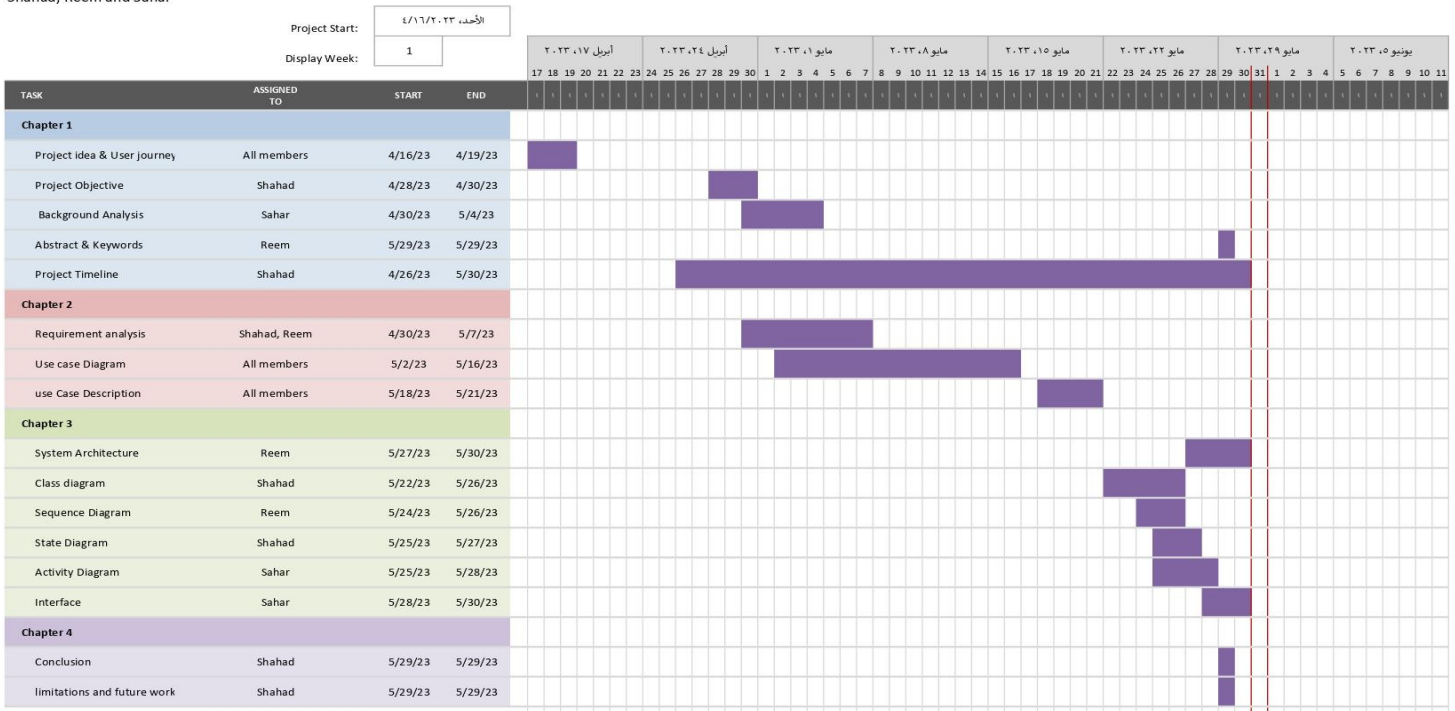 Shahad, Reem and Sahar
Project Start: الأحد، ٤/١٦/٢٠٢٣
Display Week: 1
أبريل ١٧، ٢٠٢٣ أبريل ٢٤، ٢٠٢٣ مايو ١، ٢٠٢٣ مايو ٨، ٢٠٢٣ مايو ١٥، ٢٠٢٣ مايو ٢٢، ٢٠٢٣ مايو ٢٩، ٢٠٢٣ يونيو ٥، ٢٠٢٣
17 18 19 20 21 22 23 24 25 26 27 28 29 30 1 2 3 4 5 6 7 8 9 10 11 12 13 14 15 16 17 18 19 20 21 22 23 24 25 26 27 28 29 30 31 1 2 3 4 5 6 7 8 9 10 11
TASK ASSIGNED TO START END
Chapter 1
Project idea & User journey All members 4/16/23 4/19/23
Project Objective Shahad 4/28/23 4/30/23
Background Analysis Sahar 4/30/23 5/4/23
Abstract & Keywords Reem 5/29/23 5/29/23
Project Timeline Shahad 4/26/23 5/30/23
Chapter 2
Requirement analysis Shahad, Reem 4/30/23 5/7/23
Use case Diagram All members 5/2/23 5/16/23
use Case Description All members 5/18/23 5/21/23
Chapter 3
System Architecture Reem 5/27/23 5/30/23
Class diagram Shahad 5/22/23 5/26/23
Sequence Diagram Reem 5/24/23 5/26/23
State Diagram Shahad 5/25/23 5/27/23
Activity Diagram Sahar 5/25/23 5/28/23
Interface Sahar 5/28/23 5/30/23
Chapter 4
Conclusion Shahad 5/29/23 5/29/23
limitations and future work Shahad 5/29/23 5/29/23